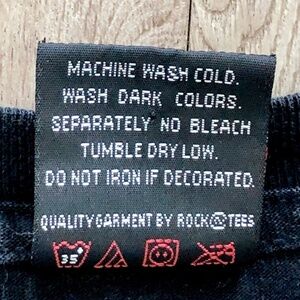 MACHINE WASH COLD.
WASH DARK COLORS.
SEPARATELY NO BLEACH
TUMBLE DRY LOW.
DO NOT IRON IF DECORATED.
QUALITY GARMENT BY ROCK@TEES
35°